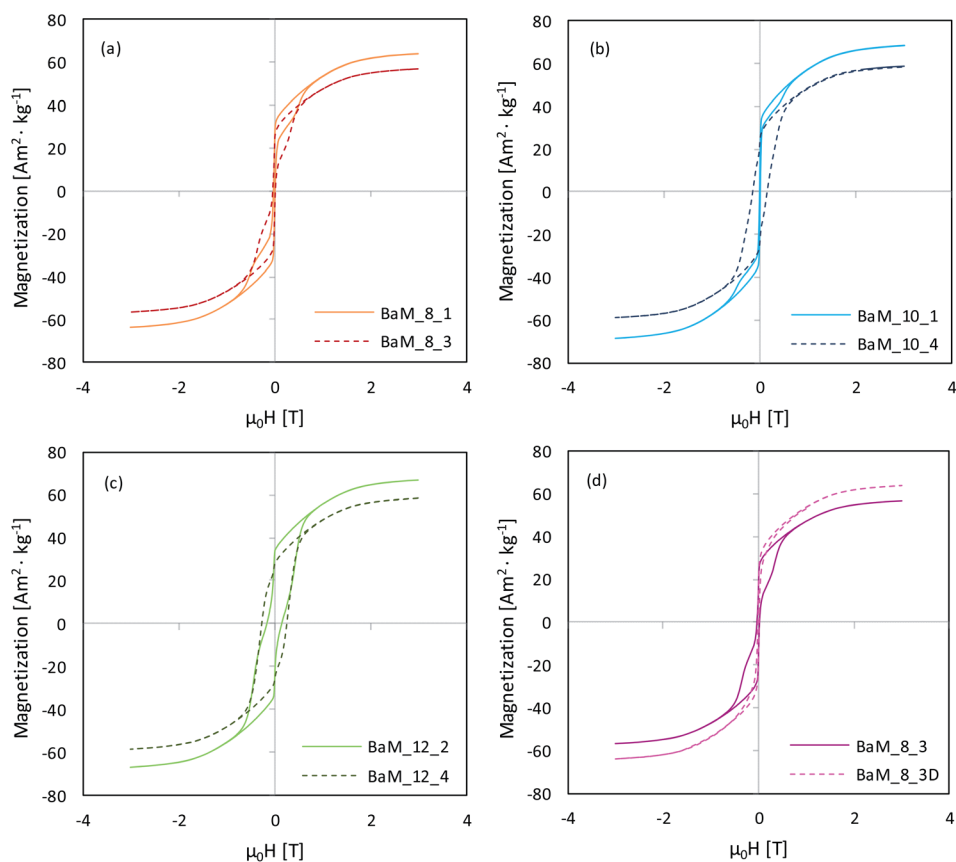 (a)
Magnetization [Am²· kg⁻¹]
80
60
40
20
0
-20
-40
-60
-80
BaM_8_1
BaM_8_3
-4
-2
0
2
4
µ₀H [T]
(b)
Magnetization [Am²· kg⁻¹]
80
60
40
20
0
-20
-40
-60
-80
BaM_10_1
BaM_10_4
-4
-2
0
2
4
µ₀H [T]
(c)
Magnetization [Am²· kg⁻¹]
80
60
40
20
0
-20
-40
-60
-80
BaM_12_2
BaM_12_4
-4
-2
0
2
4
µ₀H [T]
(d)
Magnetization [Am²· kg⁻¹]
80
60
40
20
0
-20
-40
-60
-80
BaM_8_3
BaM_8_3D
-4
-2
0
2
4
µ₀H [T]